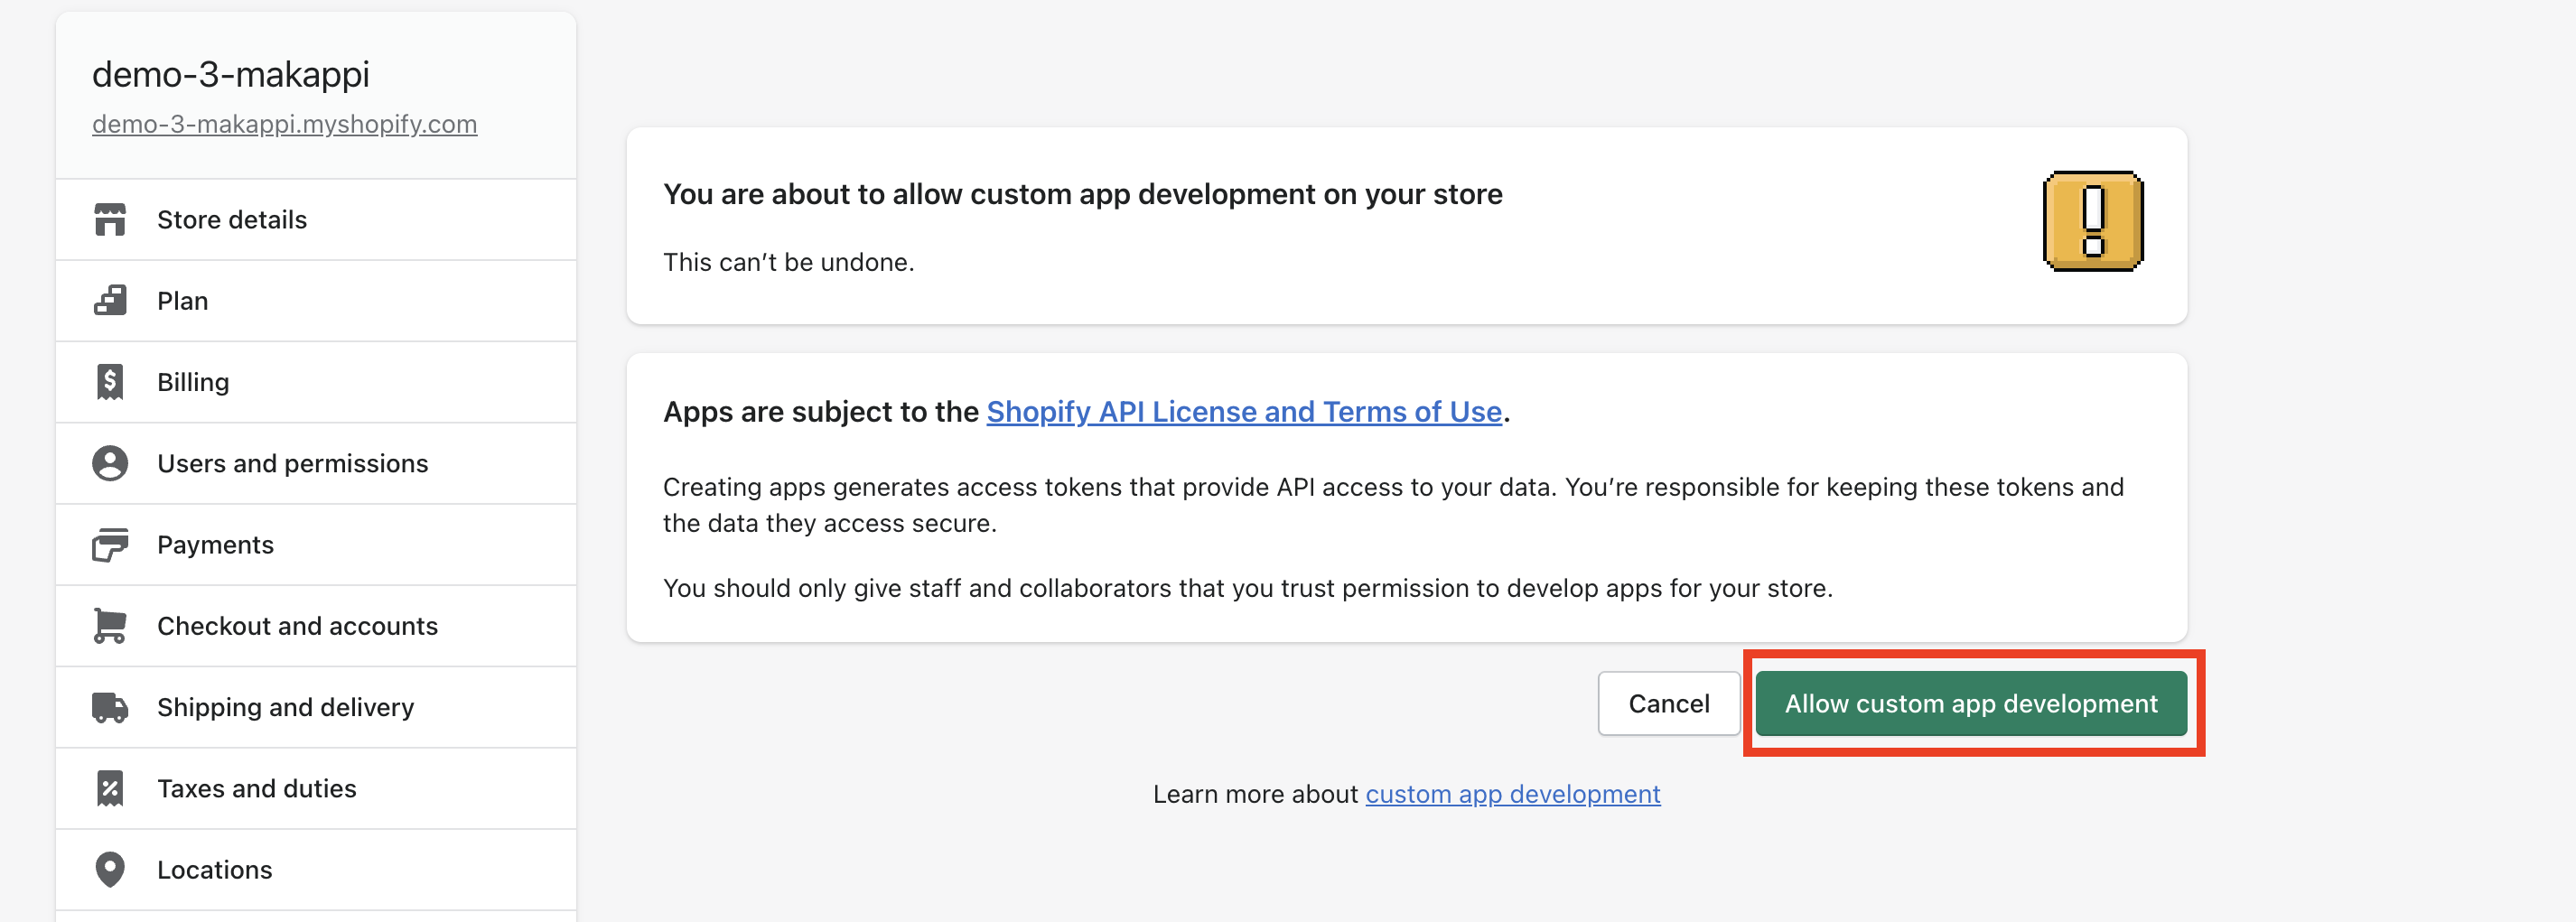 demo-3-makappi
demo-3-makappi.myshopify.com
Store details
Plan
Billing
Users and permissions
Payments
Checkout and accounts
Shipping and delivery
Taxes and duties
Locations
You are about to allow custom app development on your store
This can’t be undone.
Apps are subject to the Shopify API License and Terms of Use.
Creating apps generates access tokens that provide API access to your data. You’re responsible for keeping these tokens and
the data they access secure.
You should only give staff and collaborators that you trust permission to develop apps for your store.
Cancel
Allow custom app development
Learn more about custom app development